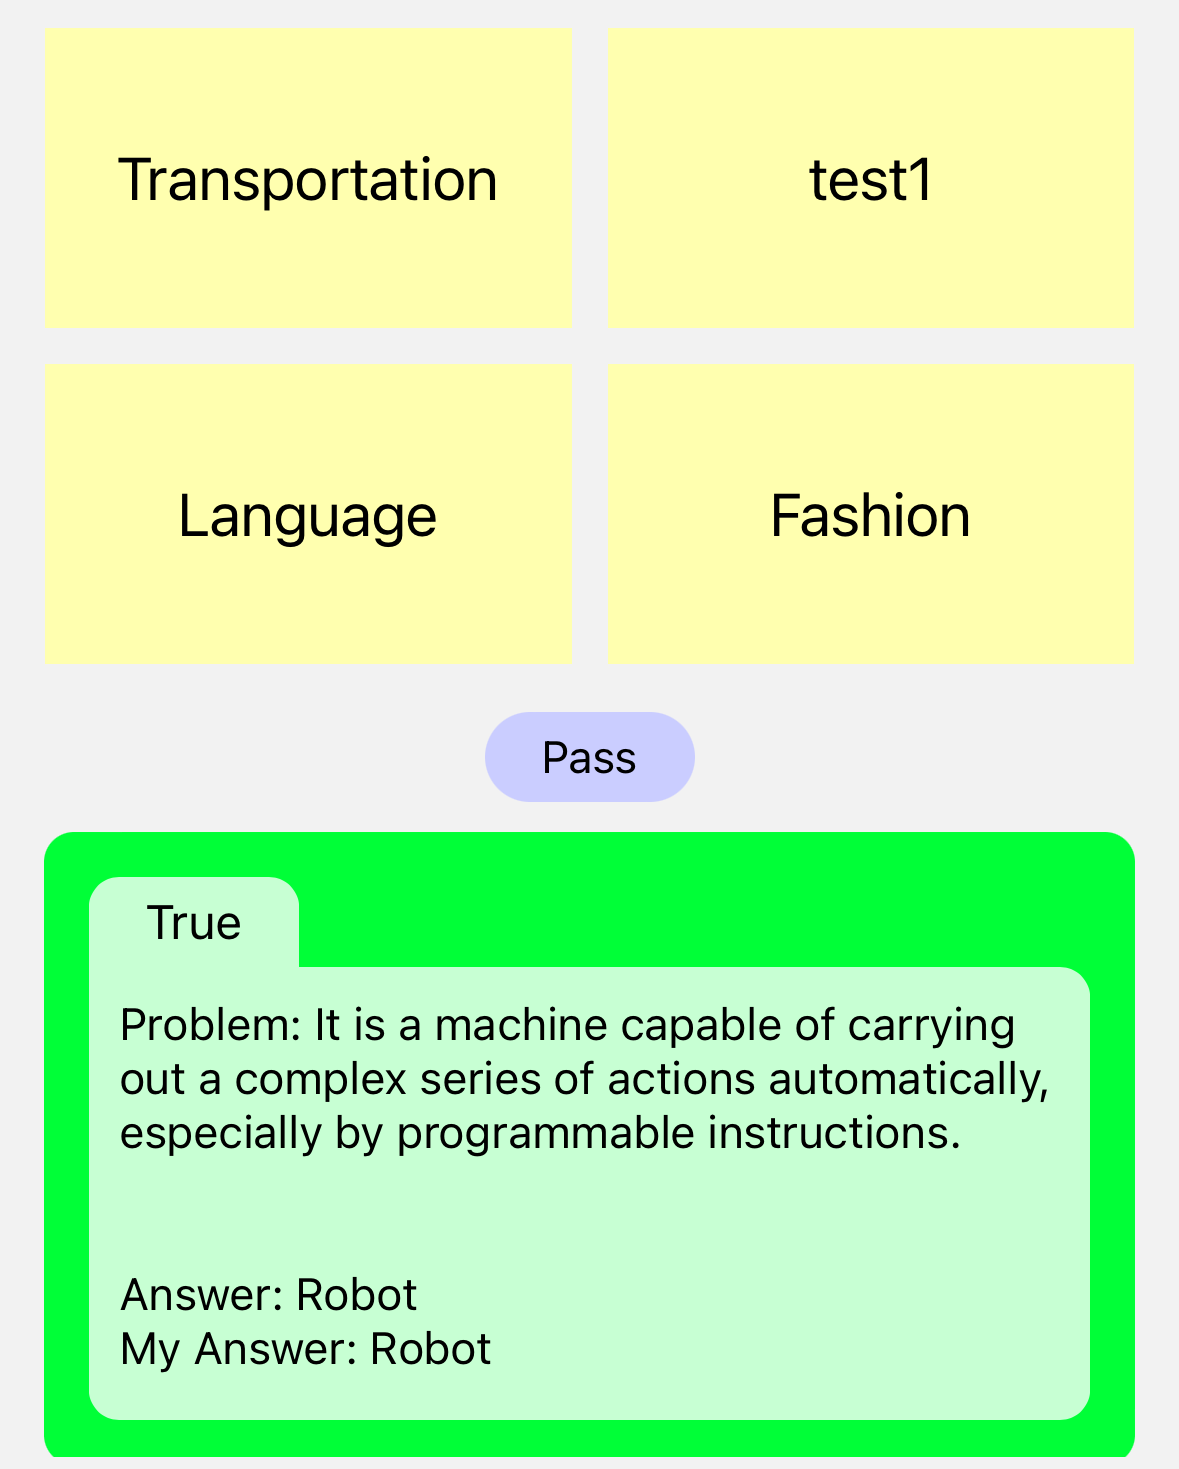 Transportation
test1
Language
Fashion
Pass
True
Problem: It is a machine capable of carrying
out a complex series of actions automatically,
especially by programmable instructions.
Answer: Robot
My Answer: Robot